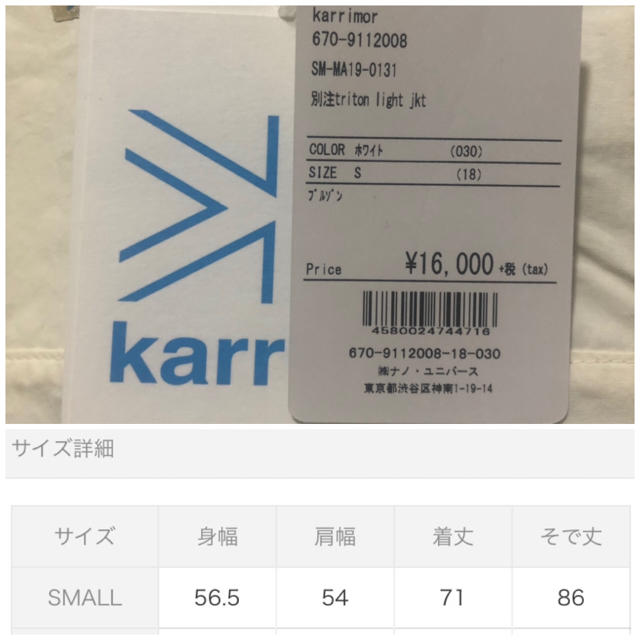 karr
karrimor
670-9112008
SM-MA19-0131
別注triton light jkt
COLOR ﾎﾜｲﾄ (030)
SIZE S (18)
ﾌﾞﾙｿﾞﾝ
Price ¥16,000 +税 (tax)
4580024744716
670-9112008-18-030
㈱ナノ・ユニバース
東京都渋谷区神南1-19-14
サイズ詳細
サイズ 身幅 肩幅 着丈 そで丈
SMALL 56.5 54 71 86